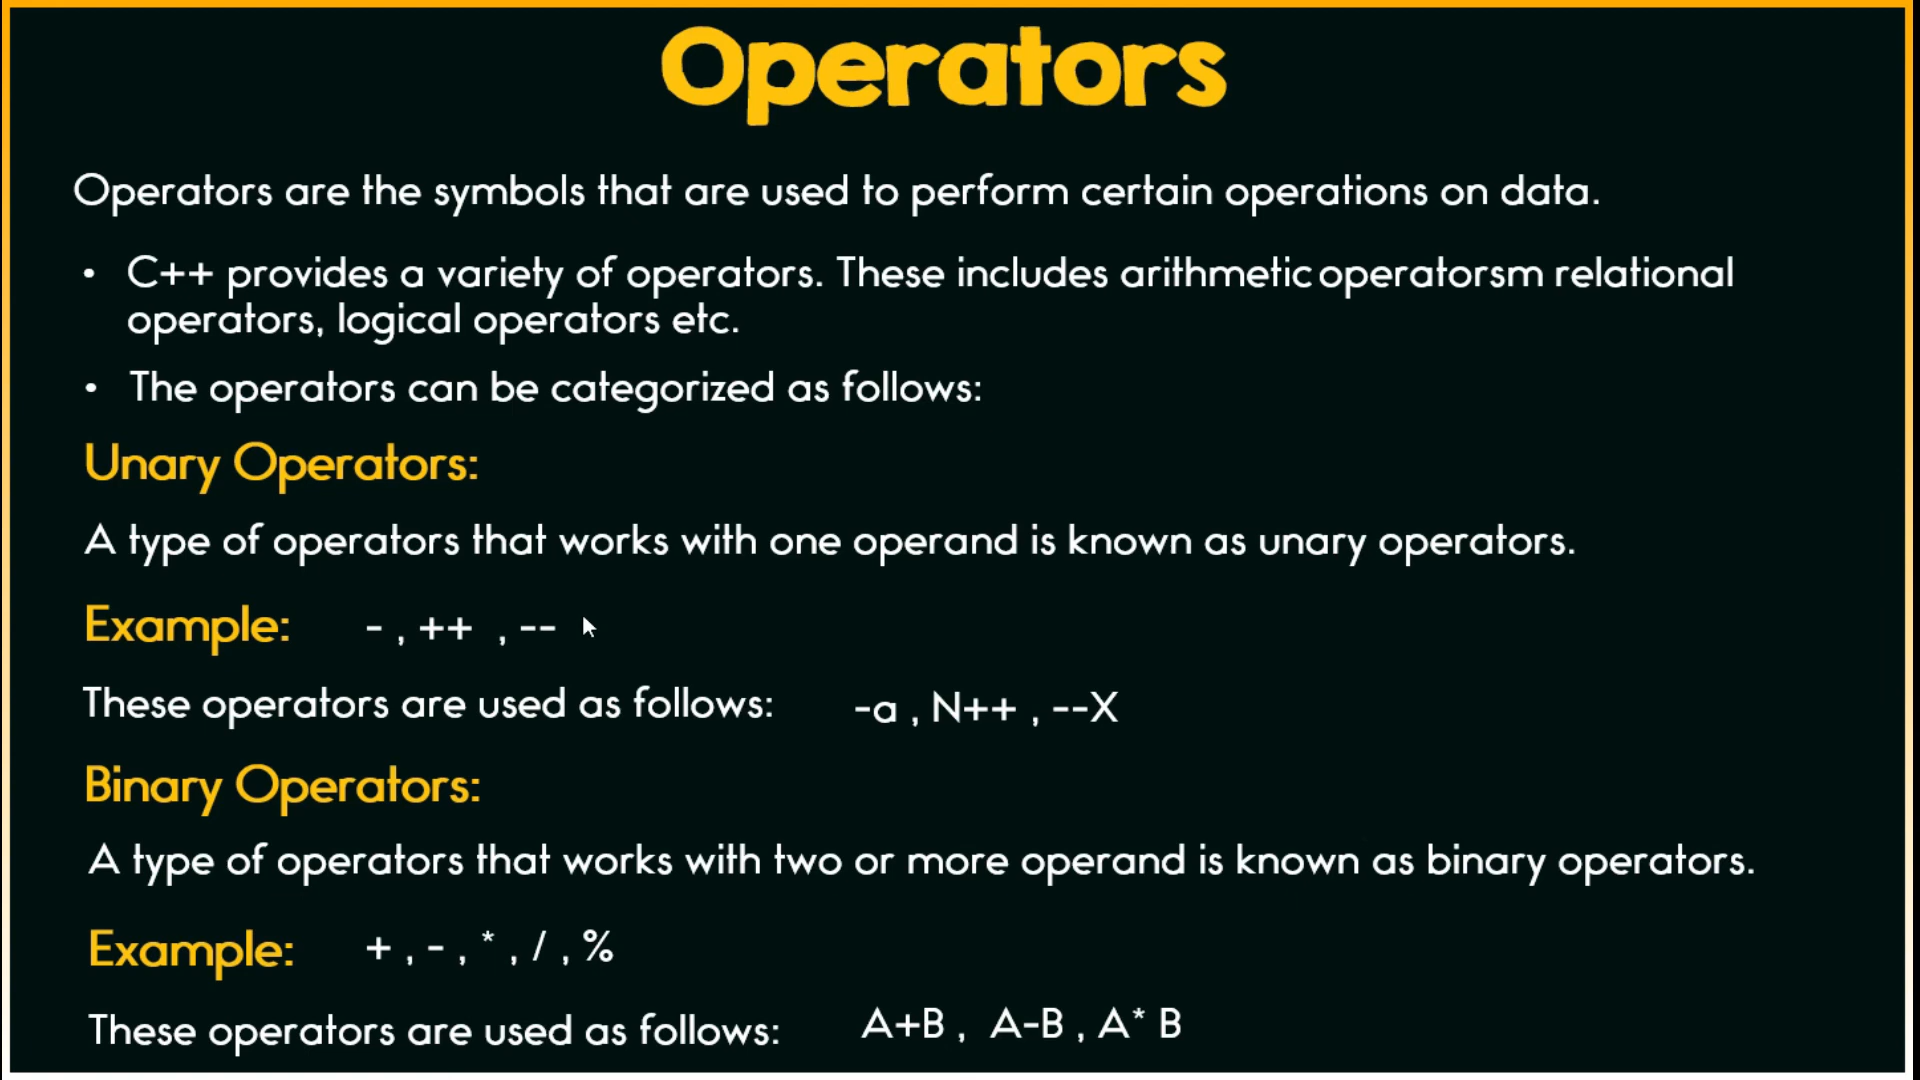 Operators
Operators are the symbols that are used to perform certain operations on data.
• C++ provides a variety of operators. These includes arithmetic operatorsm relational
operators, logical operators etc.
• The operators can be categorized as follows:
Unary Operators:
A type of operators that works with one operand is known as unary operators.
Example: - , ++ , --
These operators are used as follows: -a , N++ , --X
Binary Operators:
A type of operators that works with two or more operand is known as binary operators.
Example: + , - , * , / , %
These operators are used as follows: A+B , A-B , A* B